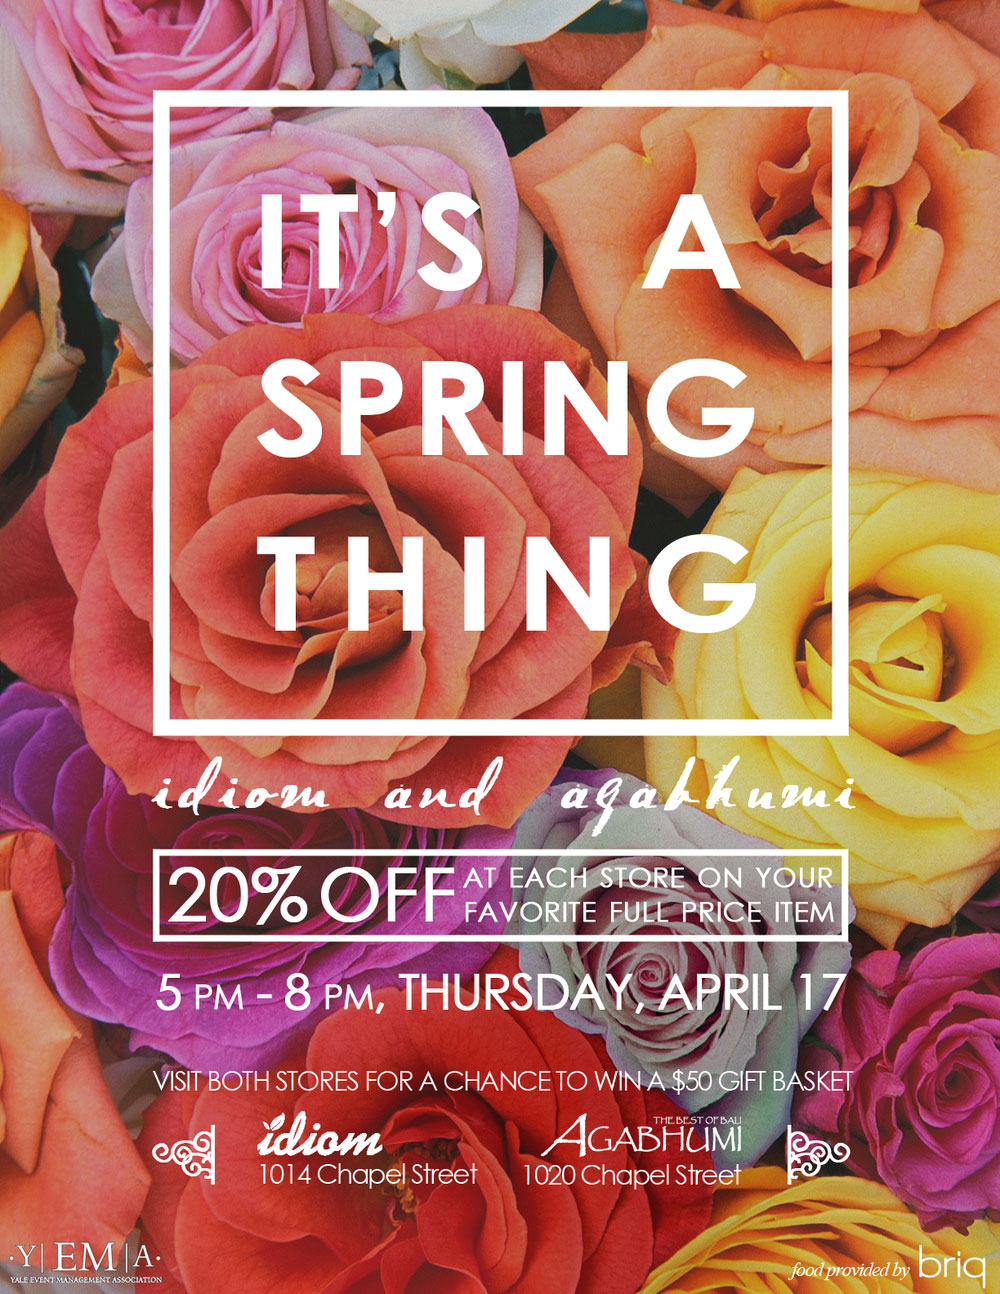 IT'S A
SPRING
THING
idiom and agabhumi
20% OFF
AT EACH STORE ON YOUR
FAVORITE FULL PRICE ITEM
5 PM - 8 PM, THURSDAY, APRIL 17
VISIT BOTH STORES FOR A CHANCE TO WIN A $50 GIFT BASKET
idiom
1014 Chapel Street
THE BEST OF BALI
AGABHUMI
1020 Chapel Street
·Y|EM|A·
YALE EVENT MANAGEMENT ASSOCIATION
food provided by briq